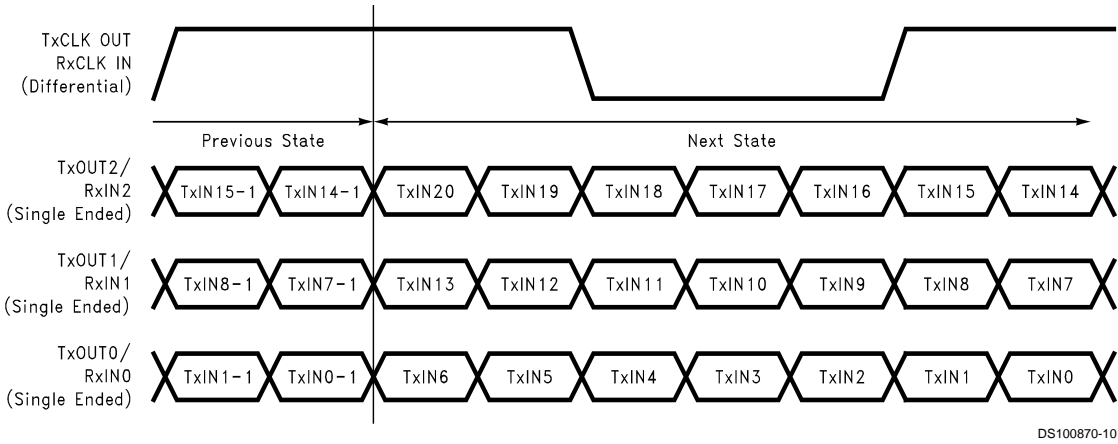 TxCLK OUT
RxCLK IN
(Differential)
Previous State
Next State
TxOUT2/
RxIN2
(Single Ended)
TxIN15-1 TxIN14-1 TxIN20 TxIN19 TxIN18 TxIN17 TxIN16 TxIN15 TxIN14
TxOUT1/
RxIN1
(Single Ended)
TxIN8-1 TxIN7-1 TxIN13 TxIN12 TxIN11 TxIN10 TxIN9 TxIN8 TxIN7
TxOUT0/
RxIN0
(Single Ended)
TxIN1-1 TxIN0-1 TxIN6 TxIN5 TxIN4 TxIN3 TxIN2 TxIN1 TxIN0
DS100870-10